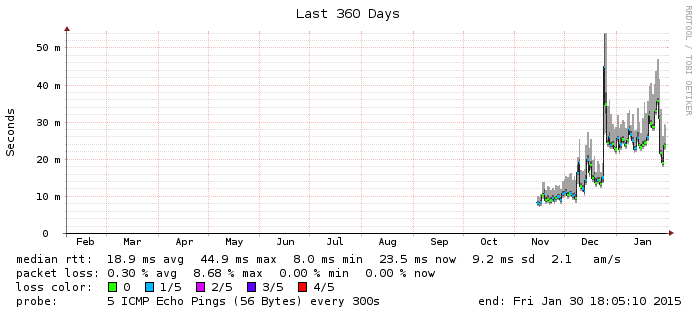 Last 360 Days
RRDTOOL / TOBI OETIKER
50 m
40 m
30 m
20 m
10 m
0
Seconds
Feb Mar Apr May Jun Jul Aug Sep Oct Nov Dec Jan
median rtt: 18.9 ms avg 44.9 ms max 8.0 ms min 23.5 ms now 9.2 ms sd 2.1 am/s
packet loss: 0.30 % avg 8.68 % max 0.00 % min 0.00 % now
loss color: 0 1/5 2/5 3/5 4/5
probe: 5 ICMP Echo Pings (56 Bytes) every 300s end: Fri Jan 30 18:05:10 2015